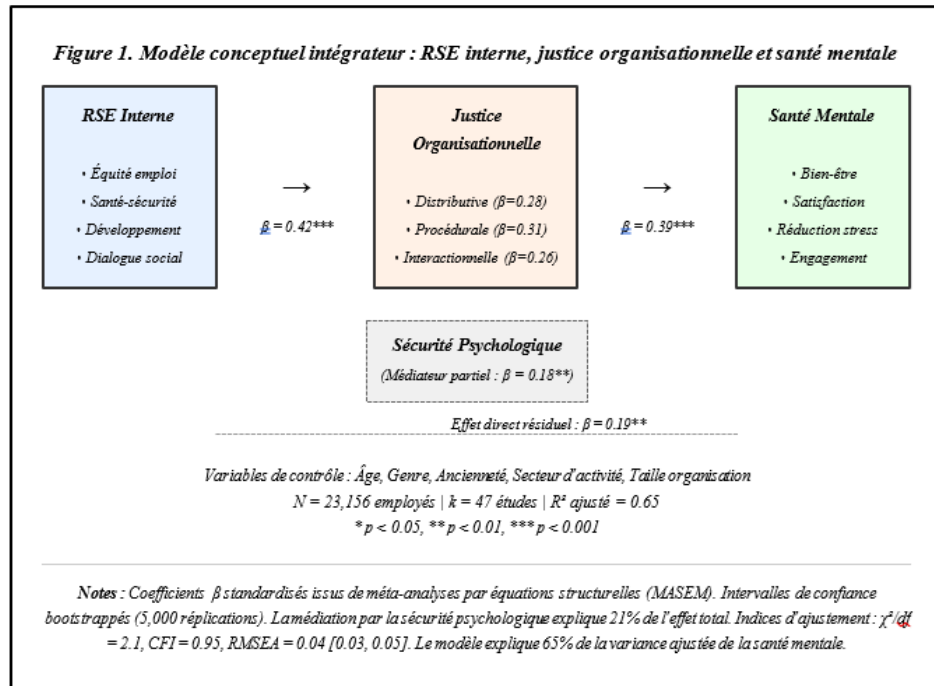 Figure 1. Modèle conceptuel intégrateur : RSE interne, justice organisationnelle et santé mentale
RSE Interne
• Équité emploi
• Santé-sécurité
• Développement
• Dialogue social
→
β = 0.42***
Justice
Organisationnelle
• Distributive (β=0.28)
• Procédurale (β=0.31)
• Interactionnelle (β=0.26)
→
β = 0.39***
Santé Mentale
• Bien-être
• Satisfaction
• Réduction stress
• Engagement
Sécurité Psychologique
(Médiateur partiel : β = 0.18**)
Effet direct résiduel : β = 0.19**
Variables de contrôle : Âge, Genre, Ancienneté, Secteur d'activité, Taille organisation
N = 23,156 employés | k = 47 études | R² ajusté = 0.65
* p < 0.05, ** p < 0.01, *** p < 0.001
Notes : Coefficients β standardisés issus de méta-analyses par équations structurelles (MASEM). Intervalles de confiance
bootstrappés (5,000 réplications). La médiation par la sécurité psychologique explique 21% de l'effet total. Indices d'ajustement : χ²/df
= 2.1, CFI = 0.95, RMSEA = 0.04 [0.03, 0.05]. Le modèle explique 65% de la variance ajustée de la santé mentale.